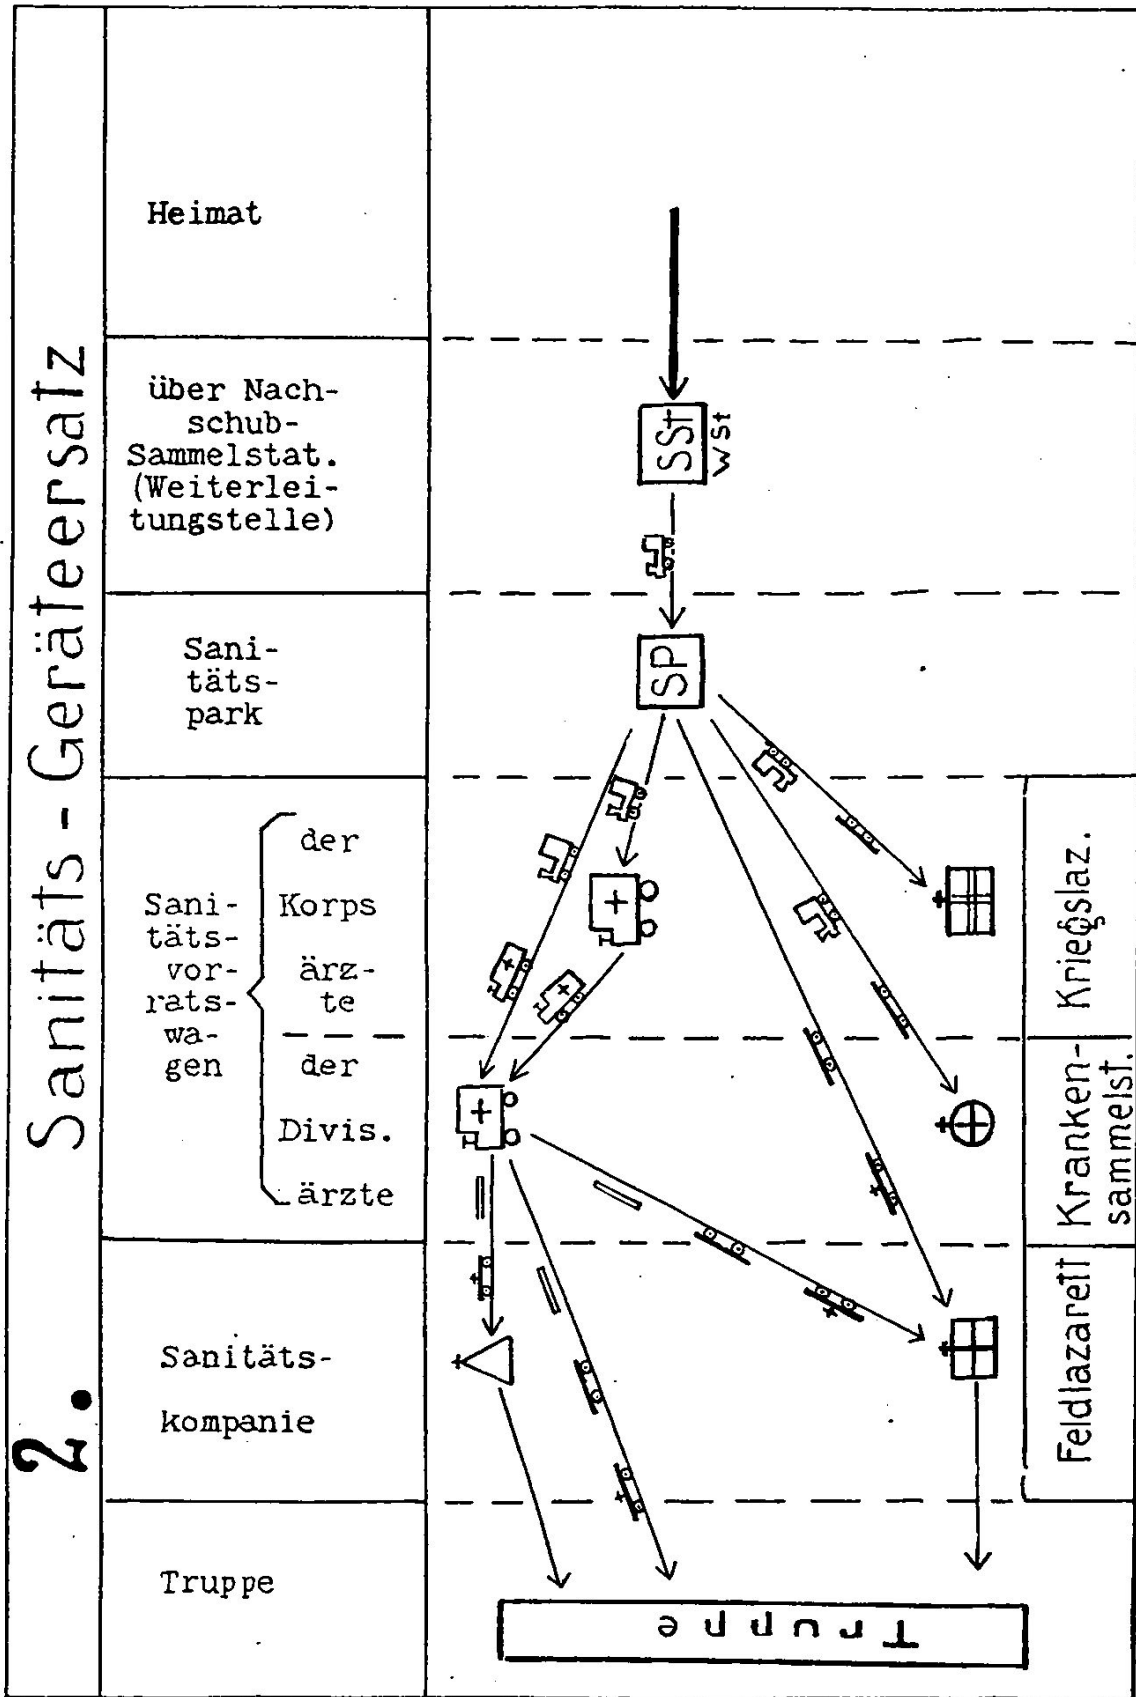 2. Sanitäts-Geräteersatz
Heimat
über Nach-
schub-
Sammelstat.
(Weiterlei-
tungstelle)
Sani-
täts-
park
Sani-
täts-
vor-
rats-
wa-
gen
der
Korps
ärz-
te
der
Divis.
ärzte
Sanitäts-
kompanie
Truppe
SSt
WSt
SP
Kriegslaz.
Kranken-
sammelst.
Feldlazarett
Truppe